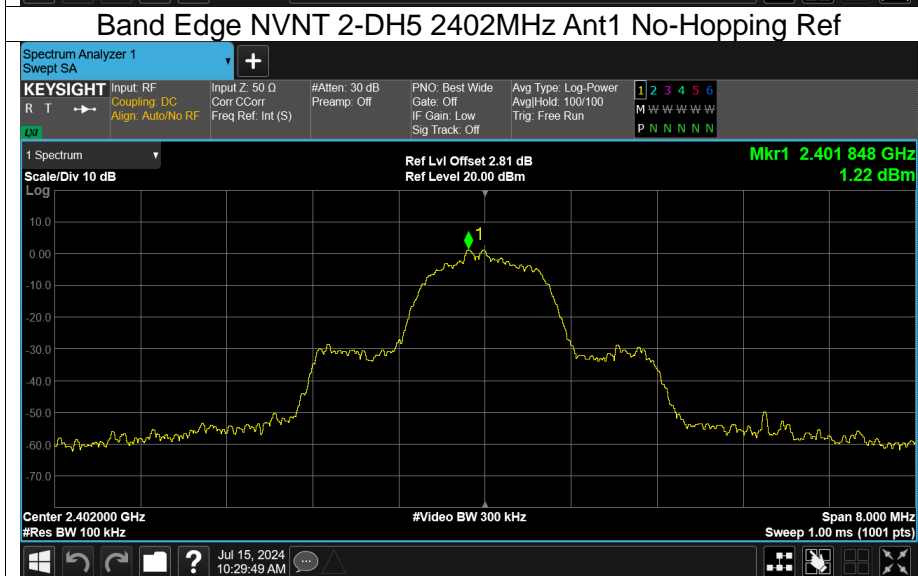 Band Edge NVNT 2-DH5 2402MHz Ant1 No-Hopping Ref
Spectrum Analyzer 1
Swept SA
+
KEYSIGHT Input: RF Input Z: 50 Ω #Atten: 30 dB PNO: Best Wide Avg Type: Log-Power 1 2 3 4 5 6
R T Coupling: DC Corr CCorr Preamp: Off Gate: Off Avg|Hold: 100/100 M W W W W W
Align: Auto/No RF Freq Ref: Int (S) IF Gain: Low Trig: Free Run
LXI Sig Track: Off P N N N N N
1 Spectrum Ref Lvl Offset 2.81 dB Mkr1 2.401 848 GHz
Scale/Div 10 dB Ref Level 20.00 dBm 1.22 dBm
Log
10.0
1
0.00
-10.0
-20.0
-30.0
-40.0
-50.0
-60.0
-70.0
Center 2.402000 GHz #Video BW 300 kHz Span 8.000 MHz
#Res BW 100 kHz Sweep 1.00 ms (1001 pts)
? Jul 15, 2024
10:29:49 AM